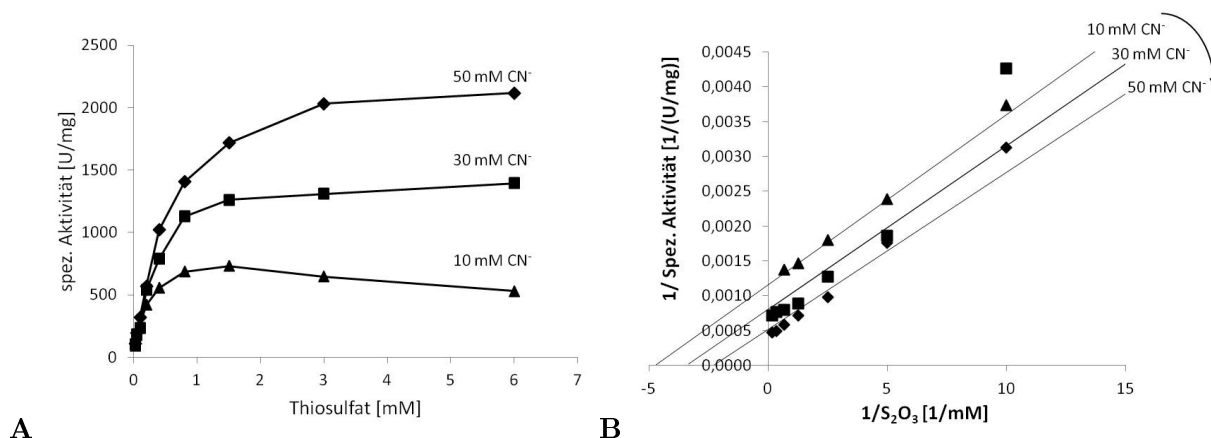 2500
2000
1500
1000
500
0
0 1 2 3 4 5 6 7
spez. Aktivität [U/mg]
Thiosulfat [mM]
50 mM CN⁻
30 mM CN⁻
10 mM CN⁻
A
0,0045
0,0040
0,0035
0,0030
0,0025
0,0020
0,0015
0,0010
0,0005
0,0000
-5 0 5 10 15
1/ Spez. Aktivität [1/(U/mg)]
1/S₂O₃ [1/mM]
10 mM CN⁻
30 mM CN⁻
50 mM CN⁻
B